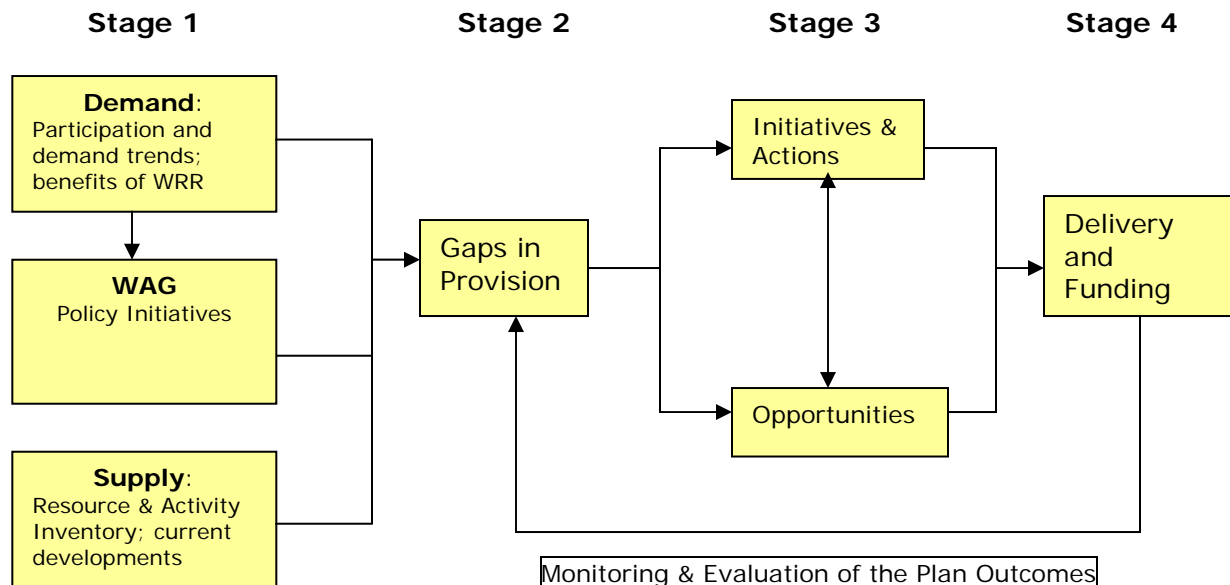 Stage 1
Stage 2
Stage 3
Stage 4
Demand:
Participation and
demand trends;
benefits of WRR
WAG
Policy Initiatives
Supply:
Resource & Activity
Inventory; current
developments
Gaps in
Provision
Initiatives &
Actions
Opportunities
Delivery
and
Funding
Monitoring & Evaluation of the Plan Outcomes